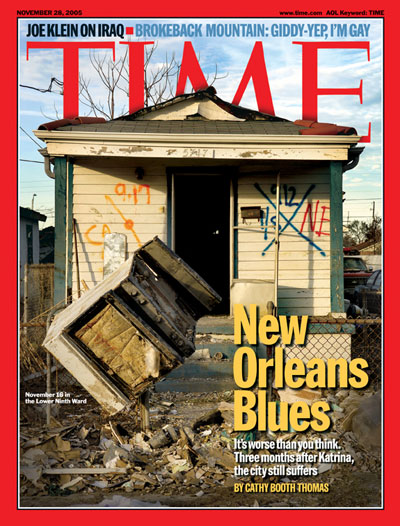 NOVEMBER 28, 2005
www.time.com AOL Keyword: TIME
JOE KLEIN ON IRAQ BROKEBACK MOUNTAIN: GIDDY-YEP, I'M GAY
TIME
9.17
9/12
NE
New
Orleans
Blues
November 16 in
the Lower Ninth Ward
It's worse than you think.
Three months after Katrina,
the city still suffers
BY CATHY BOOTH THOMAS